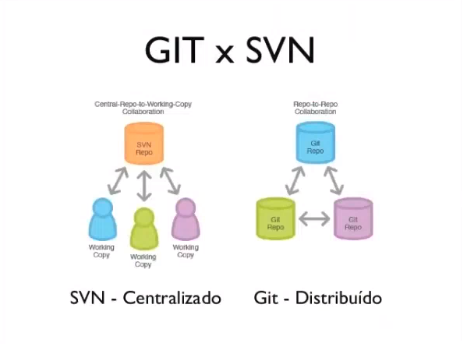 GIT x SVN
Central-Repo-to-Working-Copy
Collaboration
SVN
Repo
Working
Copy
Working
Copy
Working
Copy
SVN - Centralizado
Repo-to-Repo
Collaboration
Git
Repo
Git
Repo
Git
Repo
Git - Distribuído